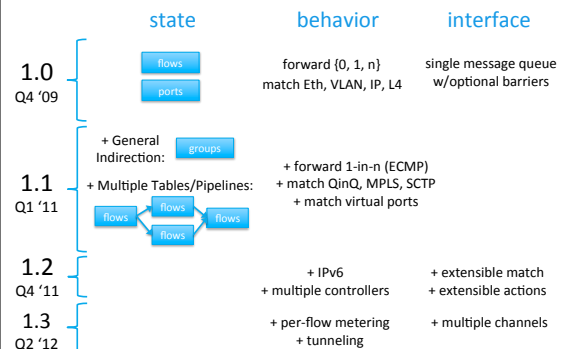 state behavior interface
1.0
Q4 ‘09
flows
ports
forward {0, 1, n}
match Eth, VLAN, IP, L4
single message queue
w/optional barriers
1.1
Q1 ‘11
+ General
Indirection:
groups
+ Multiple Tables/Pipelines:
flows
flows
flows
flows
+ forward 1-in-n (ECMP)
+ match QinQ, MPLS, SCTP
+ match virtual ports
1.2
Q4 ‘11
+ IPv6
+ multiple controllers
+ extensible match
+ extensible actions
1.3
Q2 ‘12
+ per-flow metering
+ tunneling
+ multiple channels